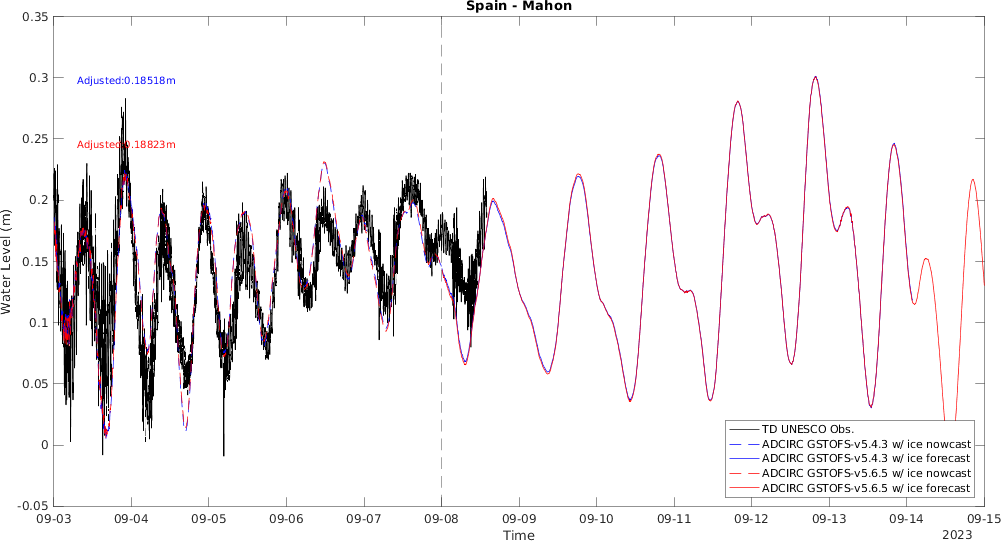 Spain - Mahon
0.35
0.3
0.25
0.2
0.15
0.1
0.05
0
-0.05
Water Level (m)
Adjusted:0.18518m
Adjusted:0.18823m
TD UNESCO Obs.
ADCIRC GSTOFS-v5.4.3 w/ ice nowcast
ADCIRC GSTOFS-v5.4.3 w/ ice forecast
ADCIRC GSTOFS-v5.6.5 w/ ice nowcast
ADCIRC GSTOFS-v5.6.5 w/ ice forecast
09-03 09-04 09-05 09-06 09-07 09-08 09-09 09-10 09-11 09-12 09-13 09-14 09-15
Time
2023